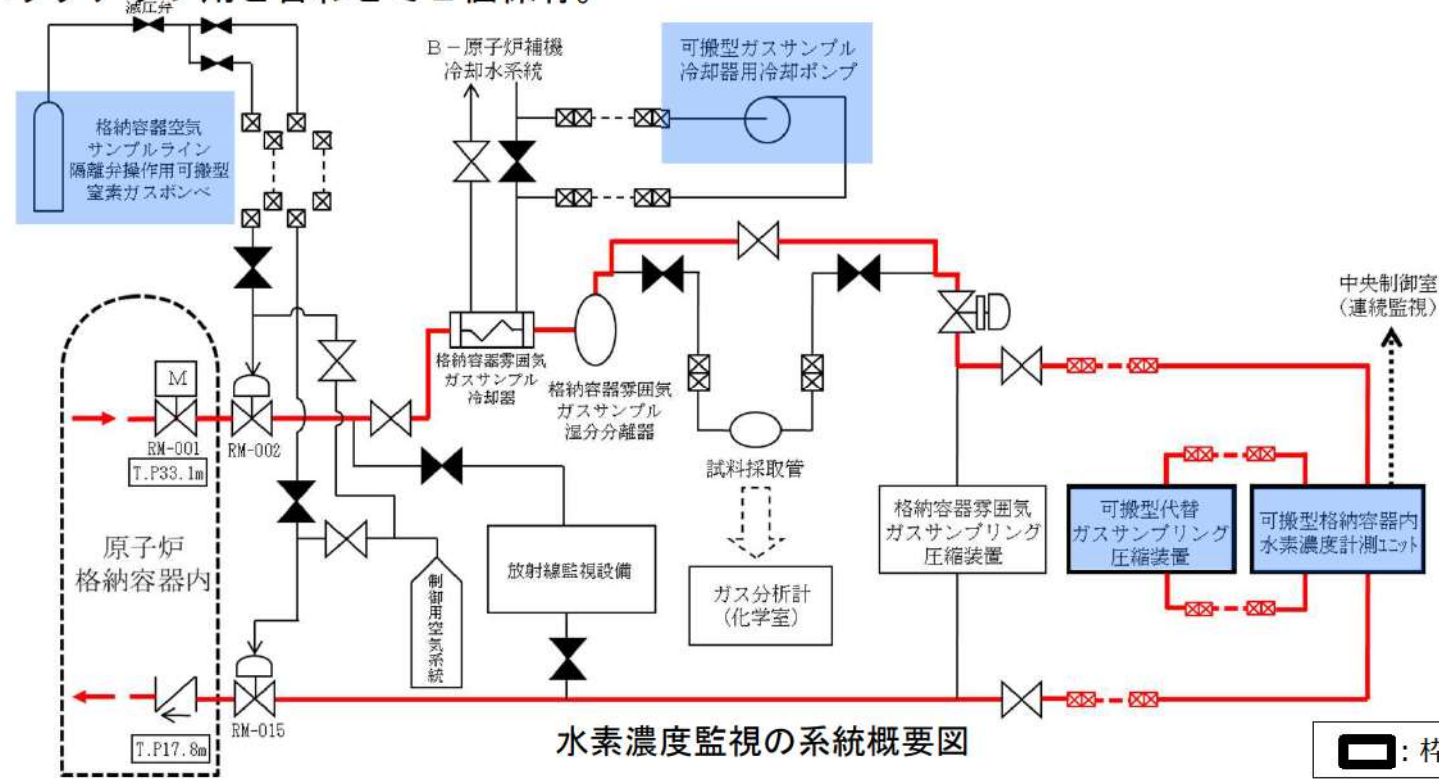 減圧弁
B－原子炉補機
冷却水系統
可搬型ガスサンプル
冷却器用冷却ポンプ
格納容器空気
サンプルライン
隔離弁操作用可搬型
窒素ガスボンベ
中央制御室
(連続監視)
格納容器雰囲気
ガスサンプル
冷却器
格納容器雰囲気
ガスサンプル
湿分分離器
M
RM-001
RM-002
T.P33.1m
試料採取管
原子炉
格納容器内
放射線監視設備
制御用空気系統
ガス分析計
(化学室)
格納容器雰囲気
ガスサンプリング
圧縮装置
可搬型代替
ガスサンプリング
圧縮装置
可搬型格納容器内
水素濃度計測ユニット
RM-015
T.P17.8m
水素濃度監視の系統概要図
: 枠